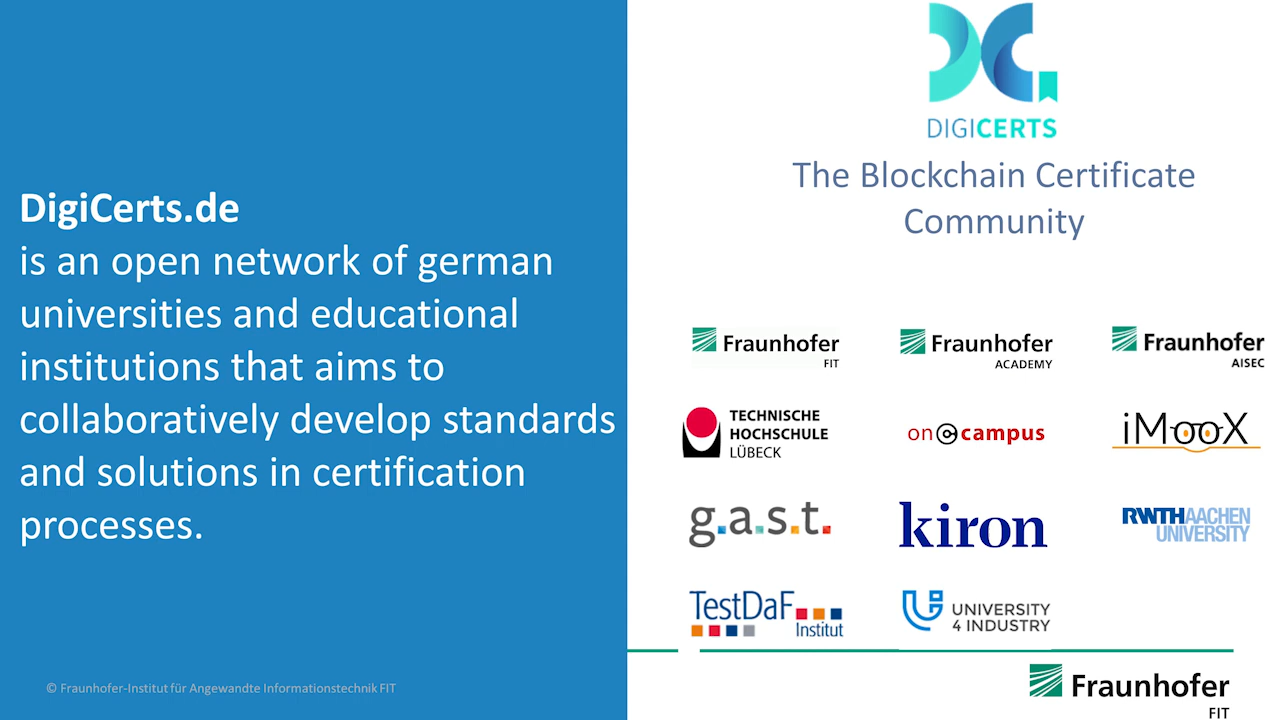 DigiCerts.de
is an open network of german
universities and educational
institutions that aims to
collaboratively develop standards
and solutions in certification
processes.
© Fraunhofer-Institut für Angewandte Informationstechnik FIT
DIGICERTS
The Blockchain Certificate
Community
Fraunhofer
FIT
Fraunhofer
ACADEMY
Fraunhofer
AISEC
TECHNISCHE
HOCHSCHULE
LÜBECK
on campus
iMooX
g.a.s.t.
kiron
RWTHAACHEN
UNIVERSITY
TestDaF
Institut
UNIVERSITY
4 INDUSTRY
Fraunhofer
FIT